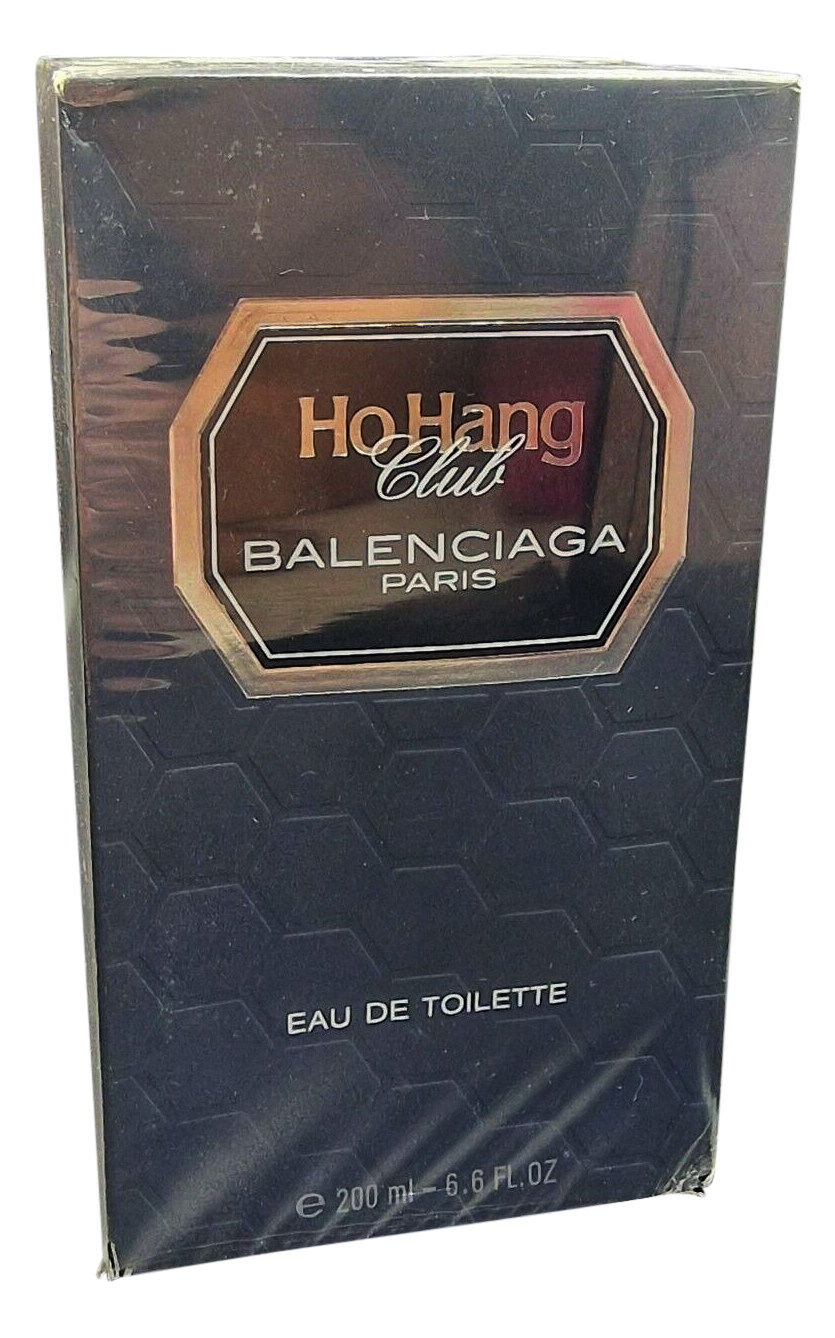 Ho Hang
Club
BALENCIAGA
PARIS
EAU DE TOILETTE
℮ 200 ml - 6.6 FL.OZ